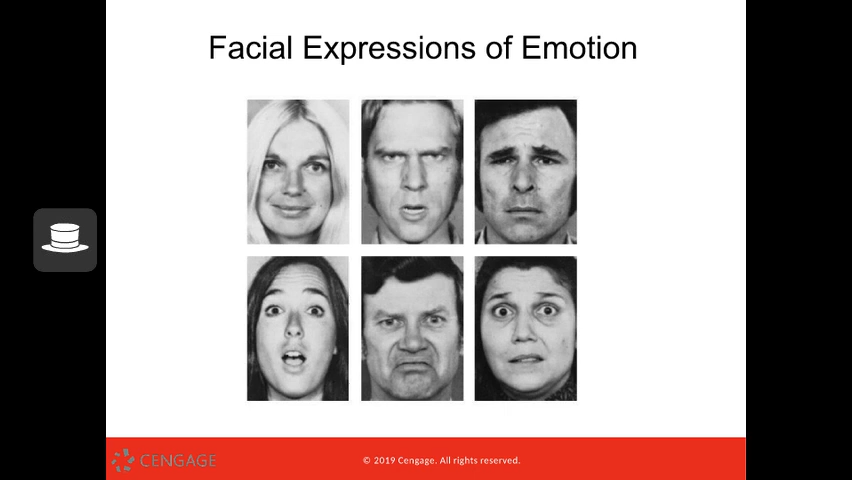 Facial Expressions of Emotion
CENGAGE
© 2019 Cengage. All rights reserved.